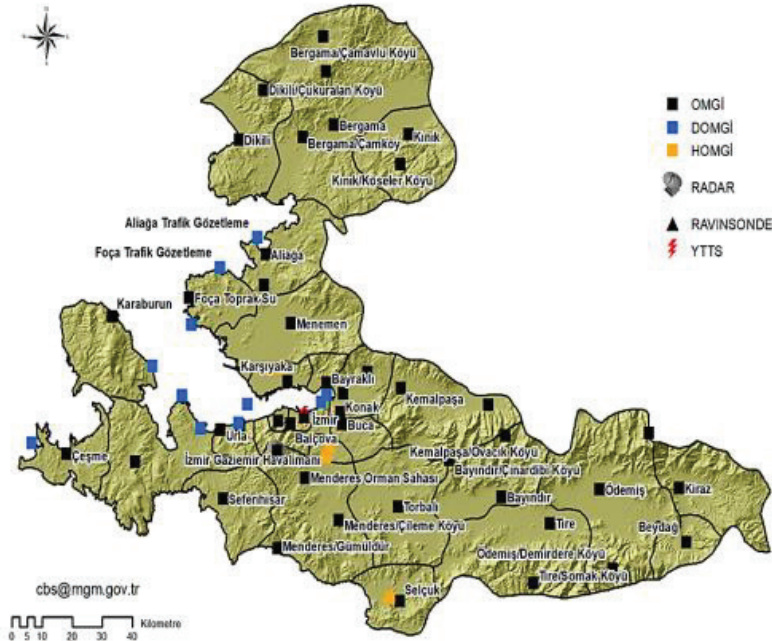 Bergama/Çamavlu Köyü
Dikili/Çukuralan Köyü
Bergama
Dikili
Bergama/Çamköy
Kınık
Kınık/Köseler Köyü
Aliağa Trafik Gözetleme
Foça Trafik Gözetleme
Aliağa
Karaburun
Foça Toprak Su
Menemen
Karşıyaka
Bayraklı
Kemalpaşa
Konak
İzmir
Buca
Urla
Balçova
Çeşme
İzmir Gaziemir Havalimanı
Kemalpaşa/Ovacık Köyü
Bayındır/Çınardibi Köyü
Menderes Orman Sahası
Seferihisar
Bayındır
Ödemiş
Kiraz
Torbalı
Menderes/Çileme Köyü
Tire
Beydağ
Menderes/Gümüldür
Ödemiş/Demirdere Köyü
Tire/Somak Köyü
Selçuk
OMGİ
DOMGİ
HOMGİ
RADAR
RAVINSONDE
YTTS
cbs@mgm.gov.tr
Kilometre
0 5 10 20 30 40